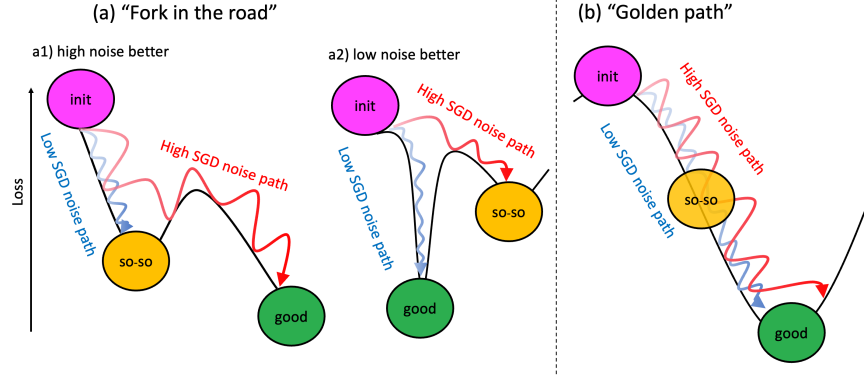 (a) “Fork in the road”
a1) high noise better
init
Low SGD noise path
High SGD noise path
Loss
so-so
good
a2) low noise better
init
High SGD noise path
Low SGD noise path
so-so
good
(b) “Golden path”
init
High SGD noise path
Low SGD noise path
so-so
good